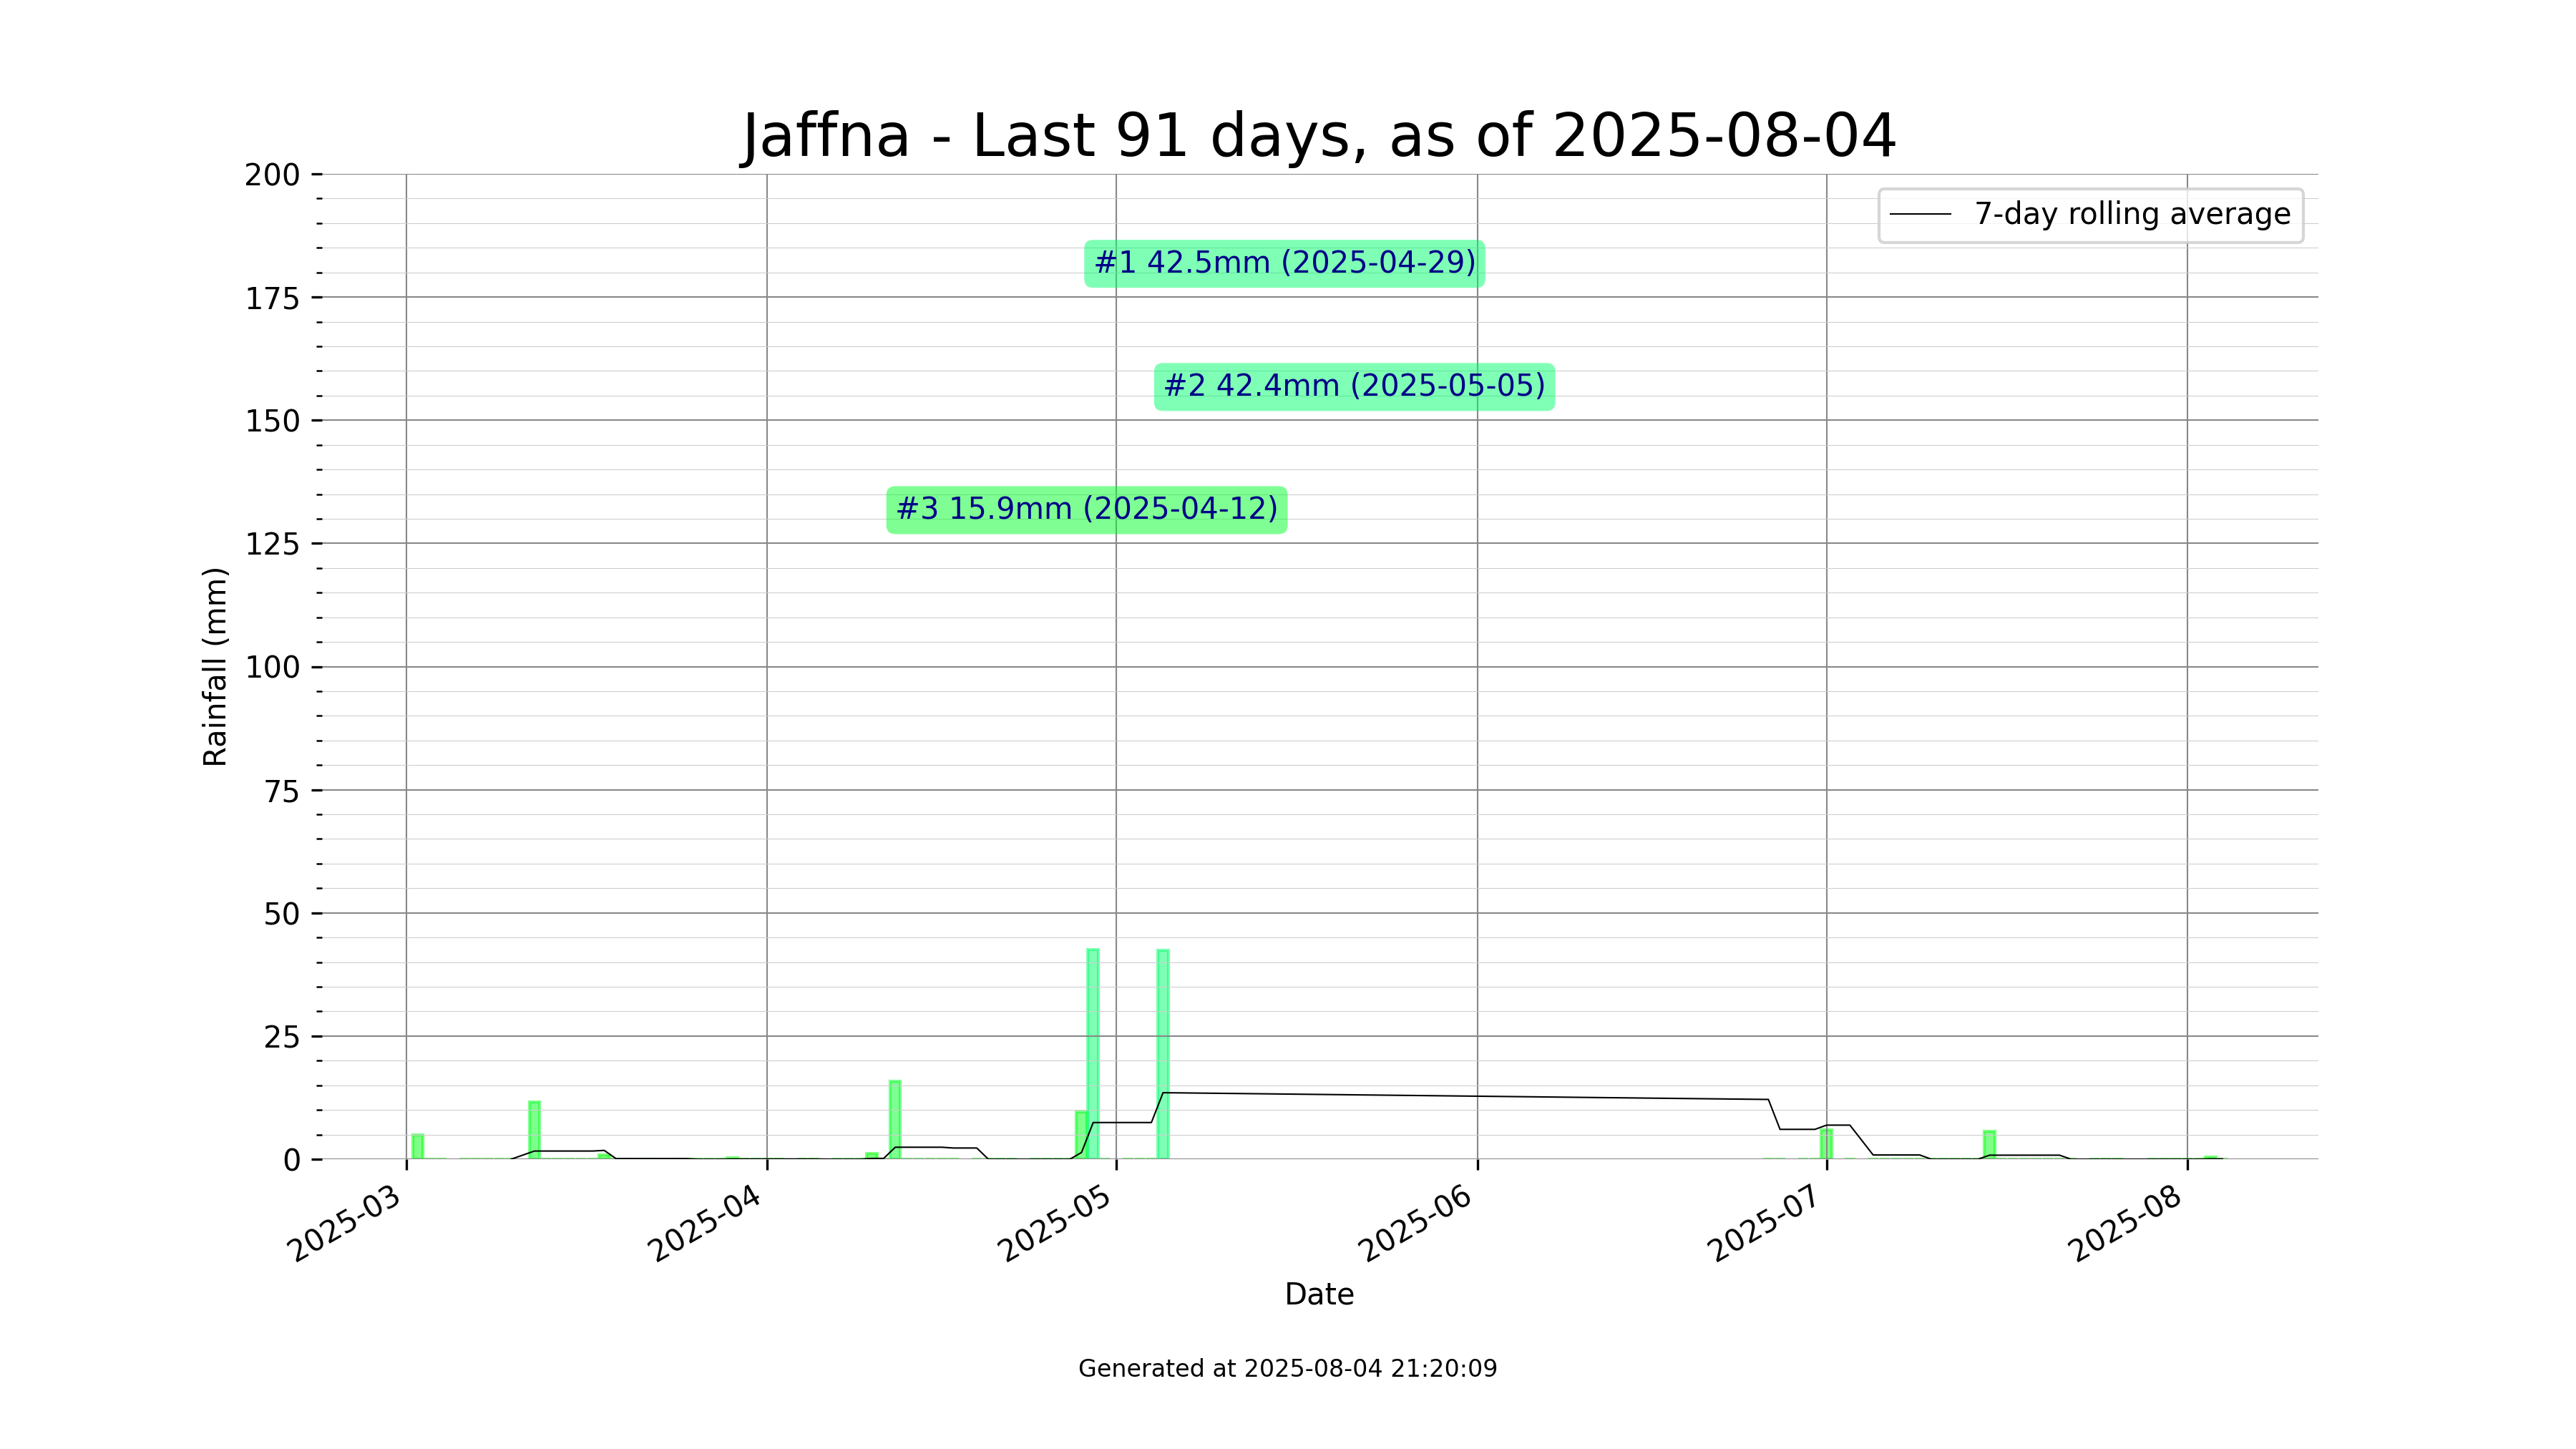 Jaffna - Last 91 days, as of 2025-08-04
7-day rolling average
#1 42.5mm (2025-04-29)
#2 42.4mm (2025-05-05)
#3 15.9mm (2025-04-12)
Rainfall (mm)
200
175
150
125
100
75
50
25
0
2025-03
2025-04
2025-05
2025-06
2025-07
2025-08
Date
Generated at 2025-08-04 21:20:09